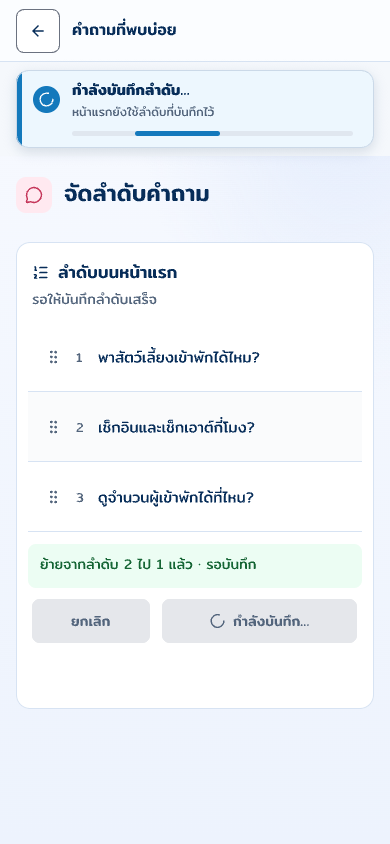 คำถามที่พบบ่อย
กำลังบันทึกลำดับ...
หน้าแรกยังใช้ลำดับที่บันทึกไว้
จัดลำดับคำถาม
ลำดับบนหน้าแรก
รอให้บันทึกลำดับเสร็จ
1 พาสัตว์เลี้ยงเข้าพักได้ไหม?
2 เช็กอินและเช็กเอาต์กี่โมง?
3 ดูจำนวนผู้เข้าพักได้ที่ไหน?
ย้ายจากลำดับ 2 ไป 1 แล้ว · รอบันทึก
ยกเลิก
กำลังบันทึก...